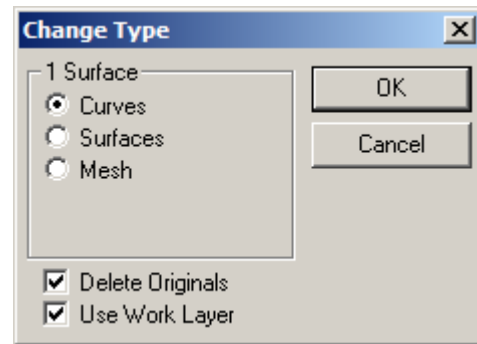 Change Type
1 Surface
Curves
Surfaces
Mesh
OK
Cancel
Delete Originals
Use Work Layer